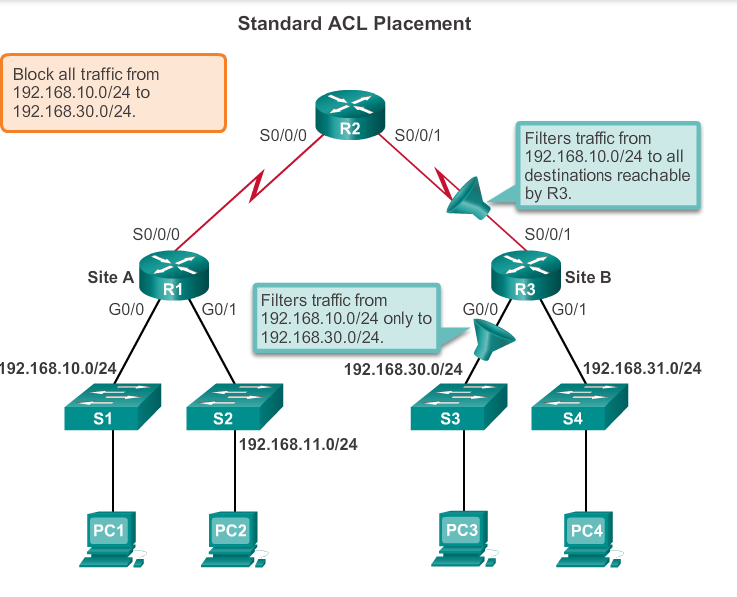 Standard ACL Placement
Block all traffic from
192.168.10.0/24 to
192.168.30.0/24.
R2
S0/0/0
S0/0/1
Filters traffic from
192.168.10.0/24 to all
destinations reachable
by R3.
S0/0/0
S0/0/1
Site A
R1
R3
Site B
G0/0
G0/1
Filters traffic from
192.168.10.0/24 only to
192.168.30.0/24.
G0/0
G0/1
192.168.10.0/24
192.168.30.0/24
192.168.31.0/24
S1
S2
S3
S4
192.168.11.0/24
PC1
PC2
PC3
PC4